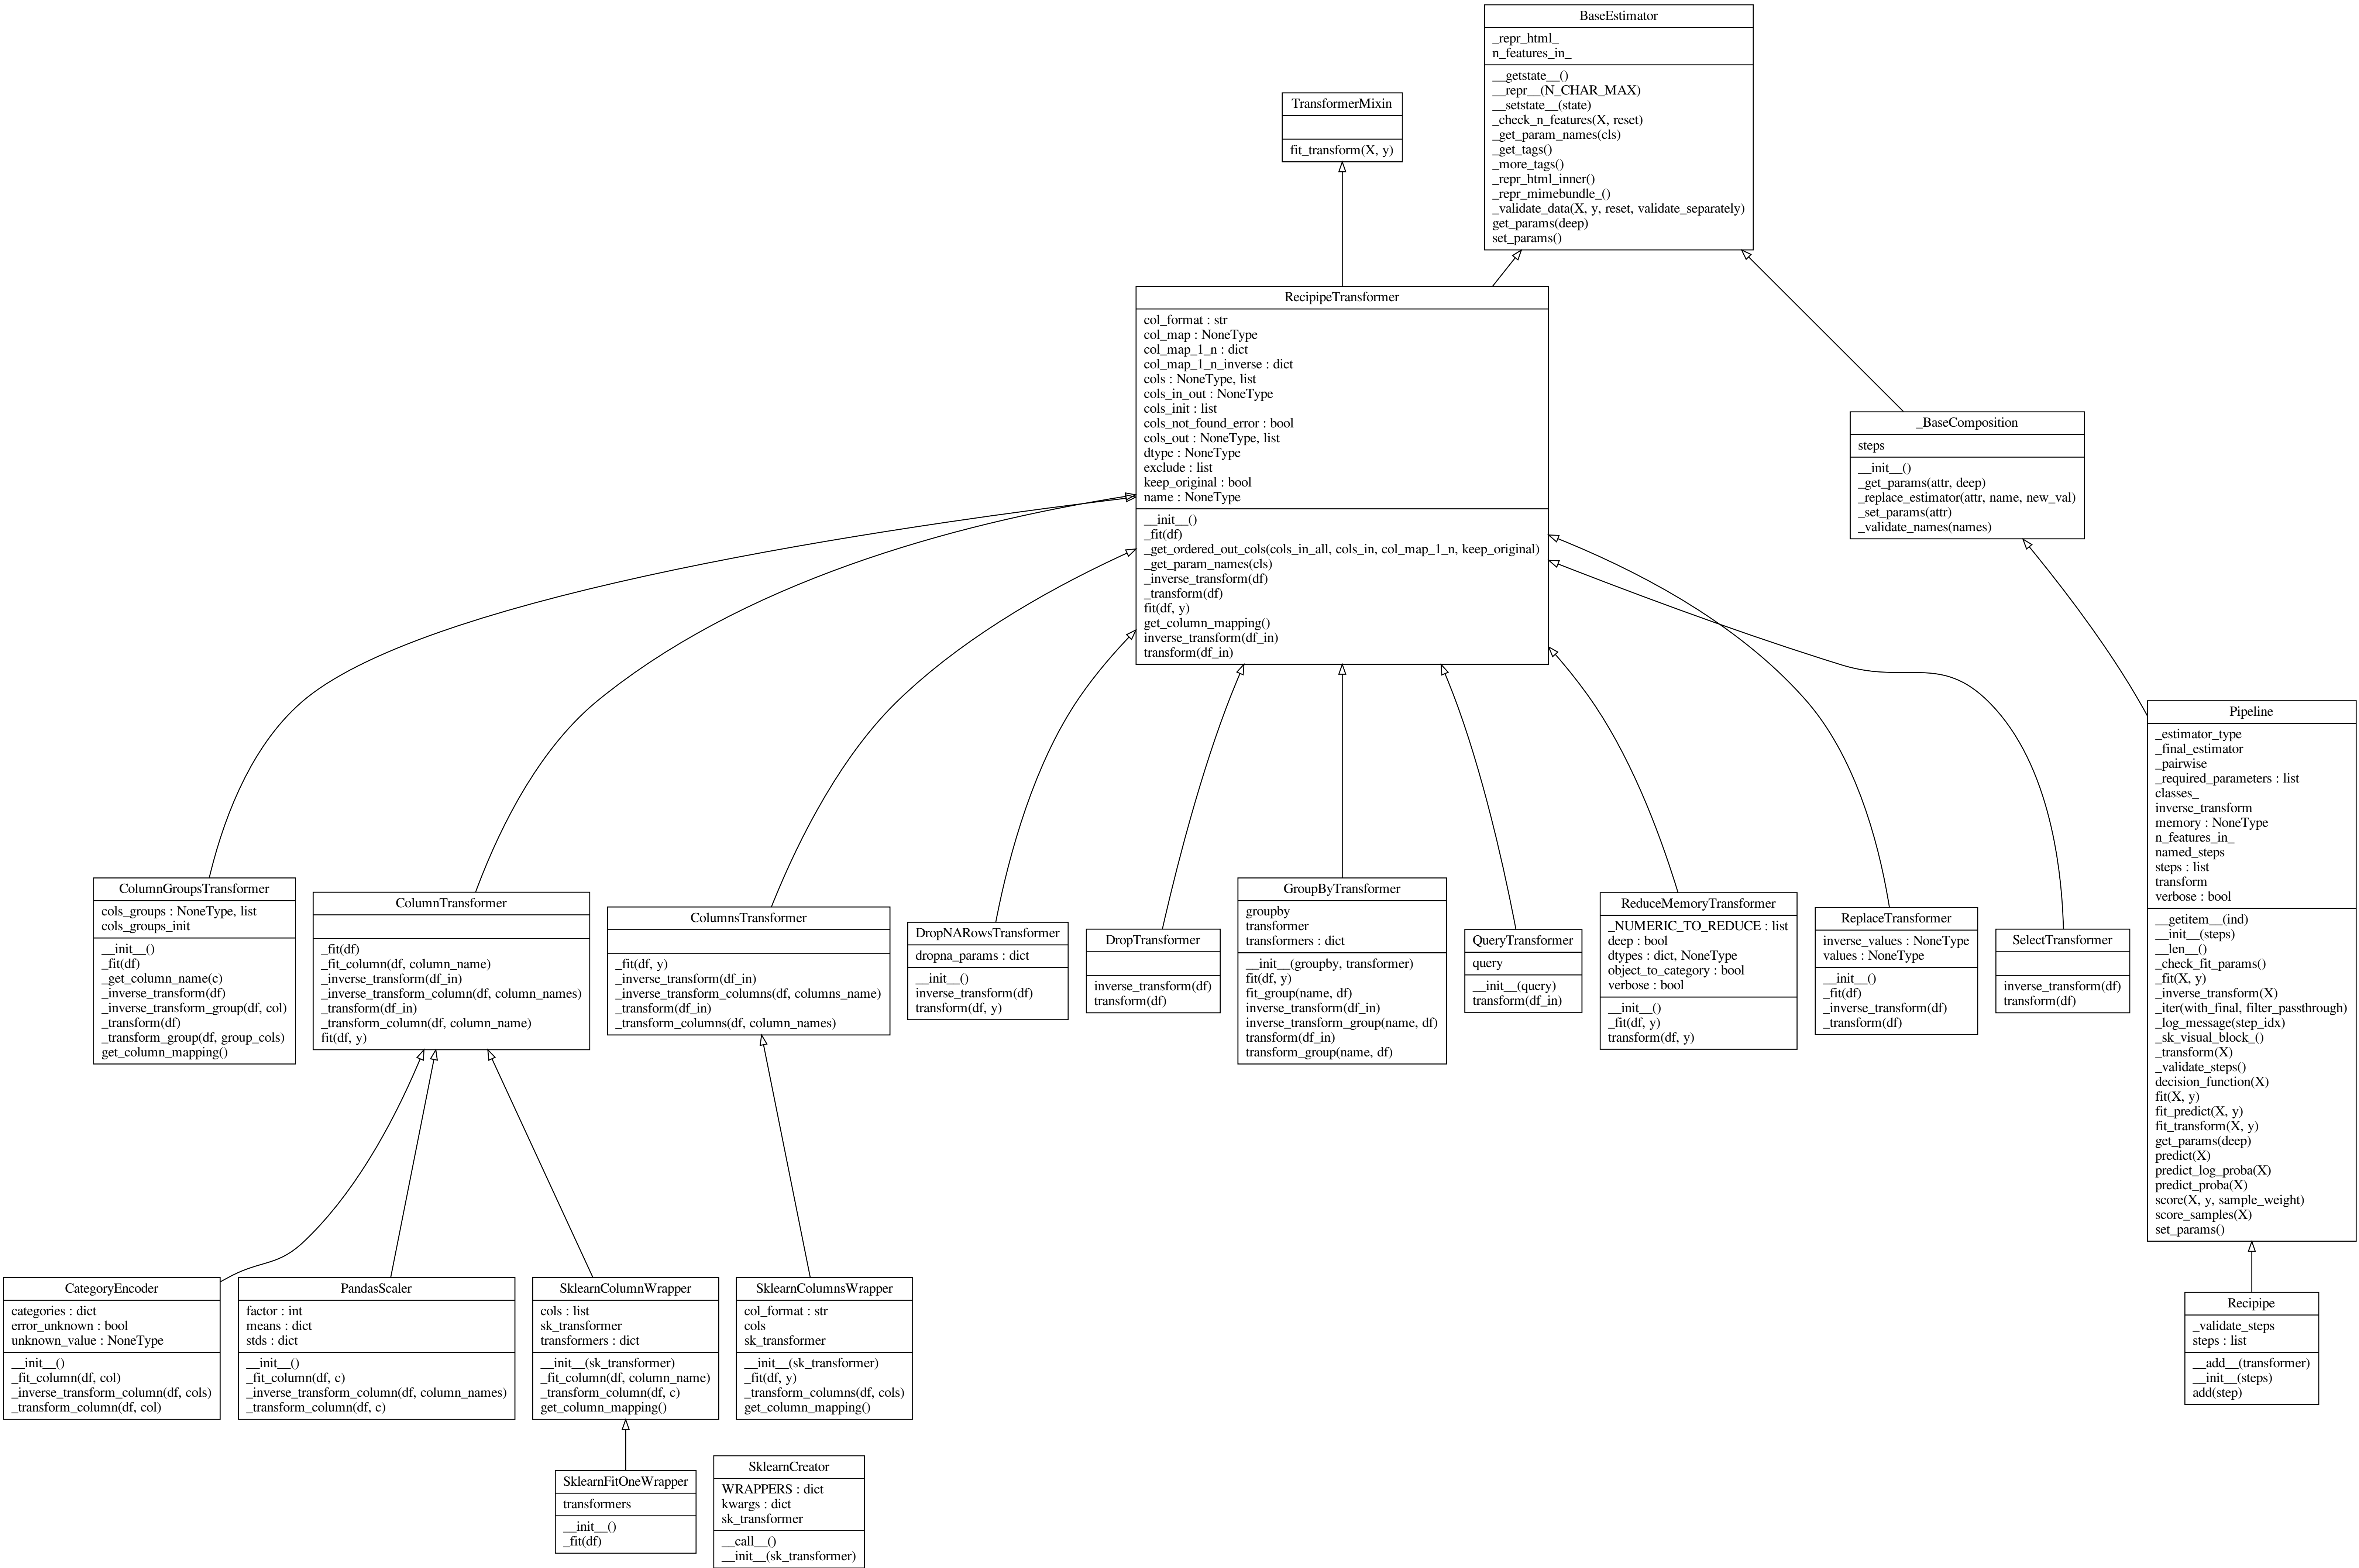 BaseEstimator
_repr_html_
n_features_in_
__getstate__()
__repr__(N_CHAR_MAX)
__setstate__(state)
_check_n_features(X, reset)
_get_param_names(cls)
_get_tags()
_more_tags()
_repr_html_inner()
_repr_mimebundle_()
_validate_data(X, y, reset, validate_separately)
get_params(deep)
set_params()
TransformerMixin
fit_transform(X, y)
RecipipeTransformer
col_format : str
col_map : NoneType
col_map_1_n : dict
col_map_1_n_inverse : dict
cols : NoneType, list
cols_in_out : NoneType
cols_init : list
cols_not_found_error : bool
cols_out : NoneType, list
dtype : NoneType
exclude : list
keep_original : bool
name : NoneType
__init__()
_fit(df)
_get_ordered_out_cols(cols_in_all, cols_in, col_map_1_n, keep_original)
_get_param_names(cls)
_inverse_transform(df)
_transform(df)
fit(df, y)
get_column_mapping()
inverse_transform(df_in)
transform(df_in)
_BaseComposition
steps
__init__()
_get_params(attr, deep)
_replace_estimator(attr, name, new_val)
_set_params(attr)
_validate_names(names)
Pipeline
_estimator_type
_final_estimator
_pairwise
_required_parameters : list
classes_
inverse_transform
memory : NoneType
n_features_in_
named_steps
steps : list
transform
verbose : bool
__getitem__(ind)
__init__(steps)
__len__()
_check_fit_params()
_fit(X, y)
_inverse_transform(X)
_iter(with_final, filter_passthrough)
_log_message(step_idx)
_sk_visual_block_()
_transform(X)
_validate_steps()
decision_function(X)
fit(X, y)
fit_predict(X, y)
fit_transform(X, y)
get_params(deep)
predict(X)
predict_log_proba(X)
predict_proba(X)
score(X, y, sample_weight)
score_samples(X)
set_params()
ColumnGroupsTransformer
cols_groups : NoneType, list
cols_groups_init
__init__()
_fit(df)
_get_column_name(c)
_inverse_transform(df)
_inverse_transform_group(df, col)
_transform(df)
_transform_group(df, group_cols)
get_column_mapping()
ColumnTransformer
_fit(df)
_fit_column(df, column_name)
_inverse_transform(df_in)
_inverse_transform_column(df, column_names)
_transform(df_in)
_transform_column(df, column_name)
fit(df, y)
ColumnsTransformer
_fit(df, y)
_inverse_transform(df_in)
_inverse_transform_columns(df, columns_name)
_transform(df_in)
_transform_columns(df, column_names)
DropNARowsTransformer
dropna_params : dict
__init__()
inverse_transform(df)
transform(df, y)
DropTransformer
inverse_transform(df)
transform(df)
GroupByTransformer
groupby
transformer
transformers : dict
__init__(groupby, transformer)
fit(df, y)
fit_group(name, df)
inverse_transform(df_in)
inverse_transform_group(name, df)
transform(df_in)
transform_group(name, df)
QueryTransformer
query
__init__(query)
transform(df_in)
ReduceMemoryTransformer
_NUMERIC_TO_REDUCE : list
deep : bool
dtypes : dict, NoneType
object_to_category : bool
verbose : bool
__init__()
_fit(df, y)
transform(df, y)
ReplaceTransformer
inverse_values : NoneType
values : NoneType
__init__()
_fit(df)
_inverse_transform(df)
_transform(df)
SelectTransformer
inverse_transform(df)
transform(df)
CategoryEncoder
categories : dict
error_unknown : bool
unknown_value : NoneType
__init__()
_fit_column(df, col)
_inverse_transform_column(df, cols)
_transform_column(df, col)
PandasScaler
factor : int
means : dict
stds : dict
__init__()
_fit_column(df, c)
_inverse_transform_column(df, column_names)
_transform_column(df, c)
SklearnColumnWrapper
cols : list
sk_transformer
transformers : dict
__init__(sk_transformer)
_fit_column(df, column_name)
_transform_column(df, c)
get_column_mapping()
SklearnColumnsWrapper
col_format : str
cols
sk_transformer
__init__(sk_transformer)
_fit(df, y)
_transform_columns(df, cols)
get_column_mapping()
Recipipe
_validate_steps
steps : list
__add__(transformer)
__init__(steps)
add(step)
SklearnFitOneWrapper
transformers
__init__()
_fit(df)
SklearnCreator
WRAPPERS : dict
kwargs : dict
sk_transformer
__call__()
__init__(sk_transformer)